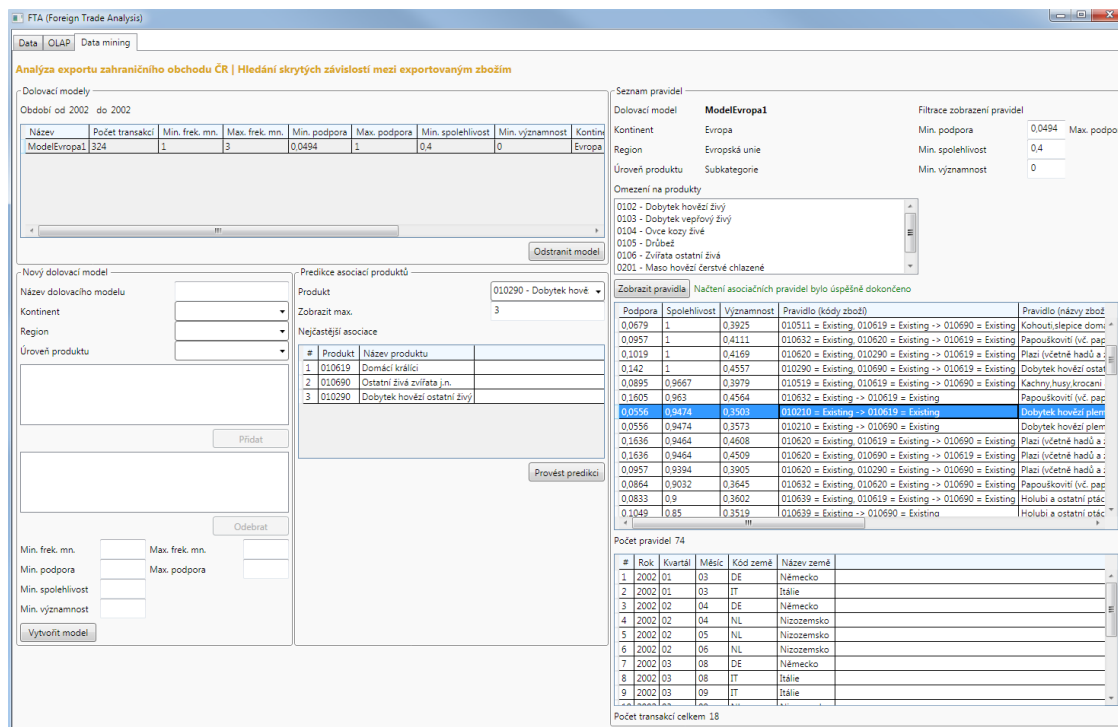 FTA (Foreign Trade Analysis)
Data OLAP Data mining
Analýza exportu zahraničního obchodu ČR | Hledání skrytých závislostí mezi exportovaným zbožím
Dolovací modely
Období od 2002 do 2002
Název Počet transakcí Min. frek. mn. Max. frek. mn. Min. podpora Max. podpora Min. spolehlivost Min. významnost Kontine
ModelEvropa1 324 1 3 0,0494 1 0,4 0 Evropa
Odstranit model
Nový dolovací model
Název dolovacího modelu
Kontinent
Region
Úroveň produktu
Přidat
Odebrat
Min. frek. mn. Max. frek. mn.
Min. podpora Max. podpora
Min. spolehlivost
Min. významnost
Vytvořit model
Predikce asociací produktů
Produkt 010290 - Dobytek hově
Zobrazit max. 3
Nejčastější asociace
# Produkt Název produktu
1 010619 Domácí králíci
2 010690 Ostatní živá zvířata j.n.
3 010290 Dobytek hovězí ostatní živý
Provést predikci
Seznam pravidel
Dolovací model ModelEvropa1 Filtrace zobrazení pravidel
Kontinent Evropa Min. podpora 0,0494 Max. podpo
Region Evropská unie Min. spolehlivost 0,4
Úroveň produktu Subkategorie Min. významnost 0
Omezení na produkty
0102 - Dobytek hovězí živý
0103 - Dobytek vepřový živý
0104 - Ovce kozy živé
0105 - Drůbež
0106 - Zvířata ostatní živá
0201 - Maso hovězí čerstvé chlazené
Zobrazit pravidla Načtení asociačních pravidel bylo úspěšně dokončeno
Podpora Spolehlivost Významnost Pravidlo (kódy zboží) Pravidlo (názvy zbož
0,0679 1 0,3925 010511 = Existing, 010619 = Existing -> 010690 = Existing Kohouti,slepice domá
0,0957 1 0,4111 010632 = Existing, 010620 = Existing -> 010619 = Existing Papouškovití (vč. pap
0,1019 1 0,4169 010620 = Existing, 010290 = Existing -> 010619 = Existing Plazi (včetně hadů a ž
0,142 1 0,4557 010290 = Existing, 010690 = Existing -> 010619 = Existing Dobytek hovězí ostat
0,0895 0,9667 0,3979 010519 = Existing, 010619 = Existing -> 010690 = Existing Kachny,husy,krocani
0,1605 0,963 0,4564 010632 = Existing -> 010619 = Existing Papouškovití (vč. pap
0,0556 0,9474 0,3503 010210 = Existing -> 010619 = Existing Dobytek hovězí plem
0,0556 0,9474 0,3573 010210 = Existing -> 010690 = Existing Dobytek hovězí plem
0,1636 0,9464 0,4608 010620 = Existing, 010619 = Existing -> 010690 = Existing Plazi (včetně hadů a ž
0,1636 0,9464 0,4509 010620 = Existing, 010690 = Existing -> 010619 = Existing Plazi (včetně hadů a ž
0,0957 0,9394 0,3905 010620 = Existing, 010290 = Existing -> 010690 = Existing Plazi (včetně hadů a ž
0,0864 0,9032 0,3645 010632 = Existing, 010620 = Existing -> 010690 = Existing Papouškovití (vč. pap
0,0833 0,9 0,3602 010639 = Existing, 010619 = Existing -> 010690 = Existing Holubi a ostatní ptác
0,1049 0,85 0,3519 010639 = Existing -> 010690 = Existing Holubi a ostatní ptác
Počet pravidel 74
# Rok Kvartál Měsíc Kód země Název země
1 2002 01 03 DE Německo
2 2002 01 03 IT Itálie
3 2002 02 04 DE Německo
4 2002 02 04 NL Nizozemsko
5 2002 02 05 NL Nizozemsko
6 2002 02 06 NL Nizozemsko
7 2002 03 08 DE Německo
8 2002 03 08 IT Itálie
9 2002 03 09 IT Itálie
Počet transakcí celkem 18